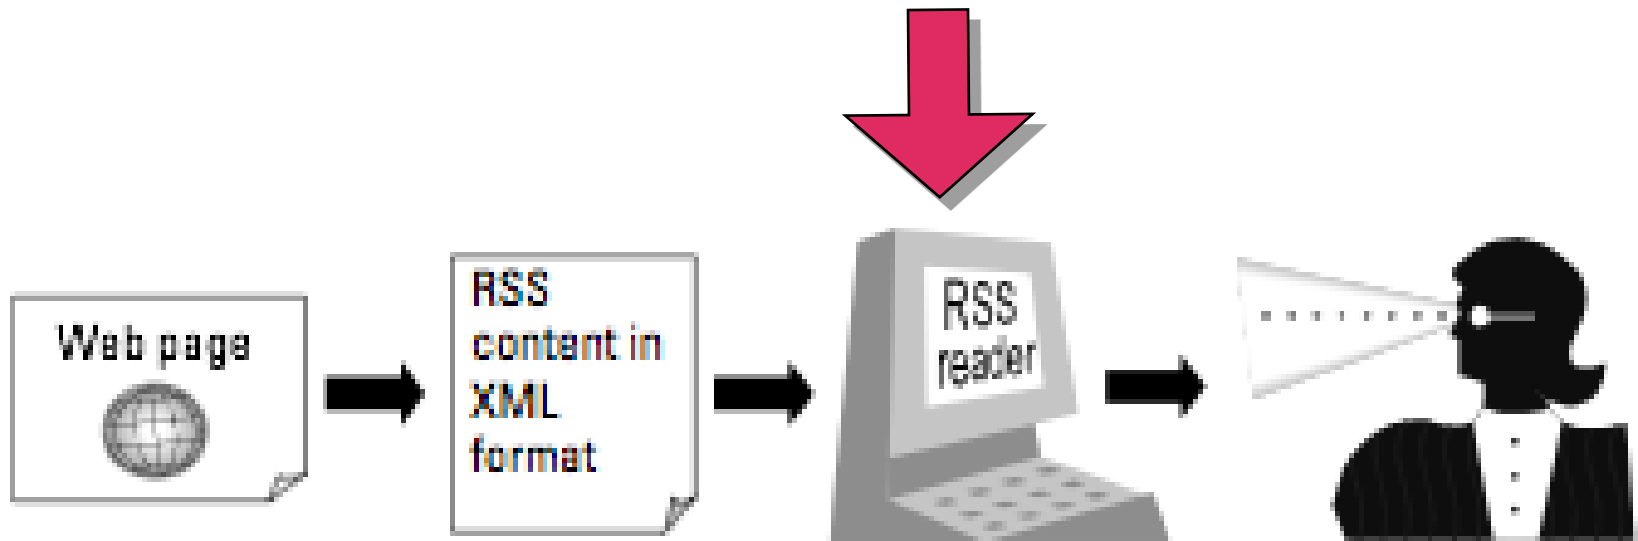 Web page
RSS
content in
XML
format
RSS
reader